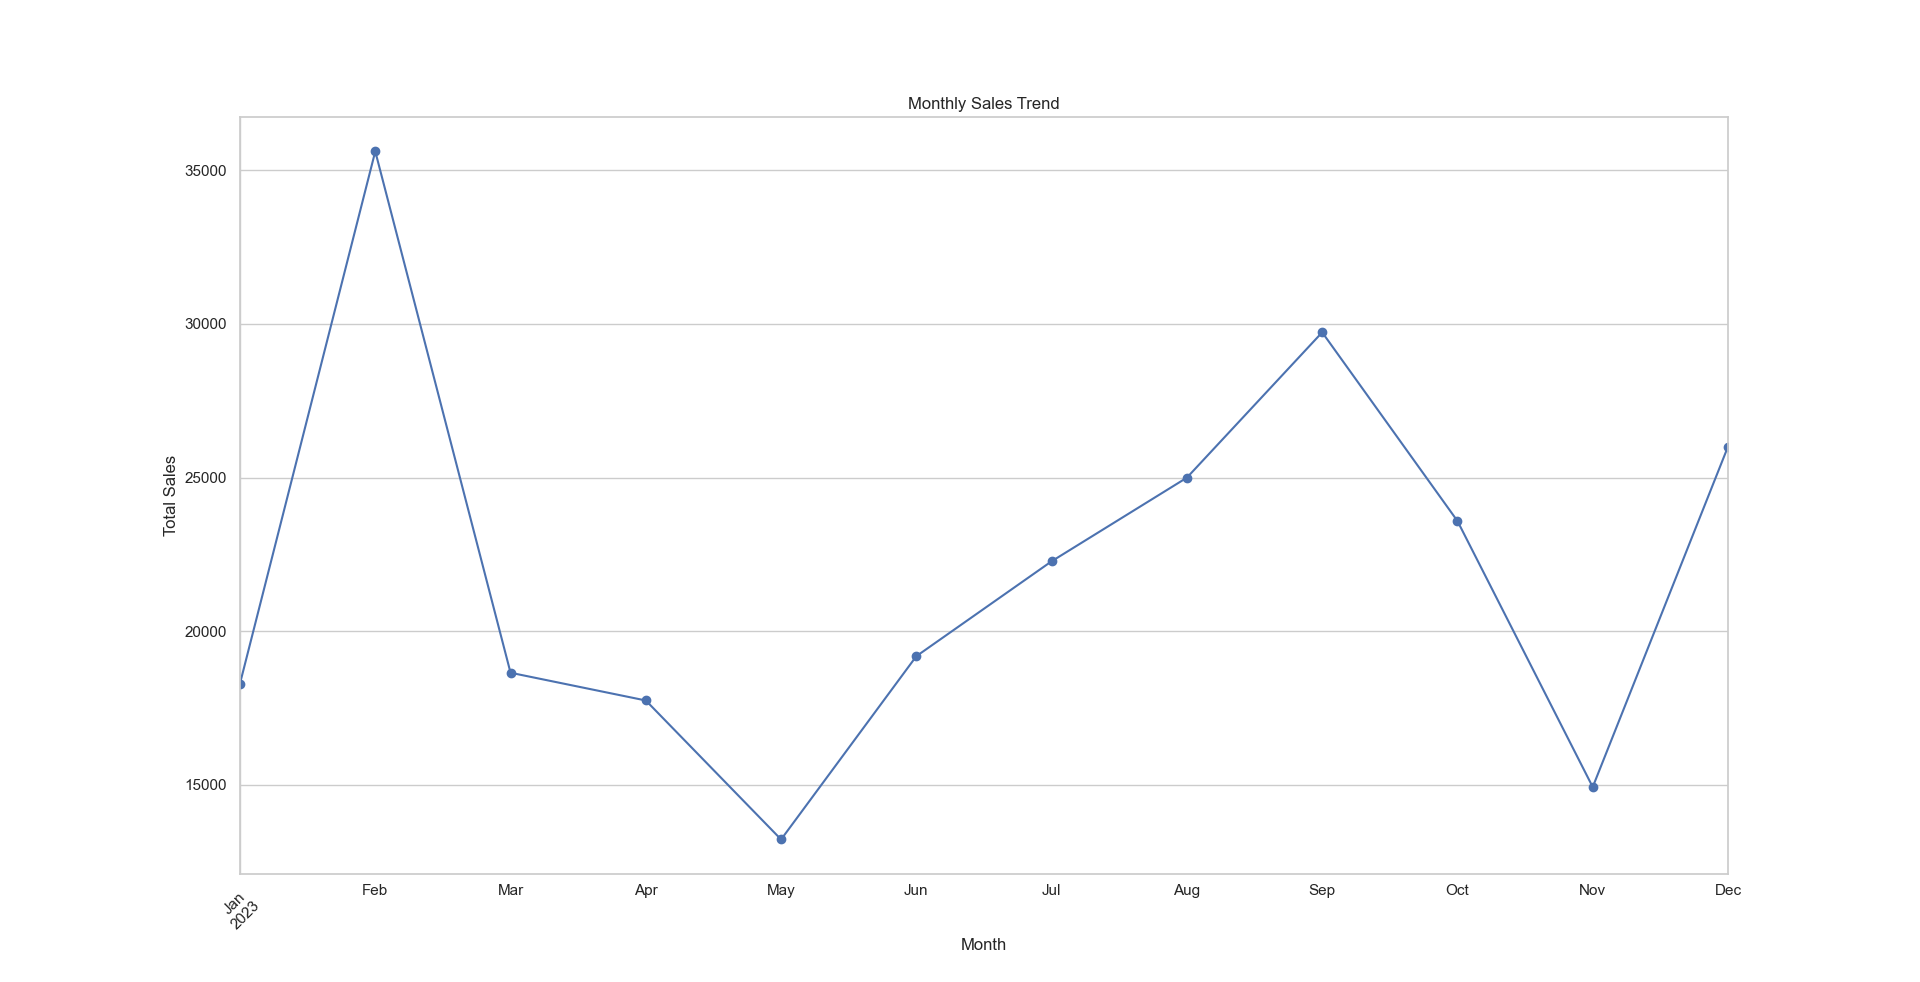 Monthly Sales Trend
35000
30000
25000
20000
15000
Total Sales
Jan
2023
Feb
Mar
Apr
May
Jun
Jul
Aug
Sep
Oct
Nov
Dec
Month